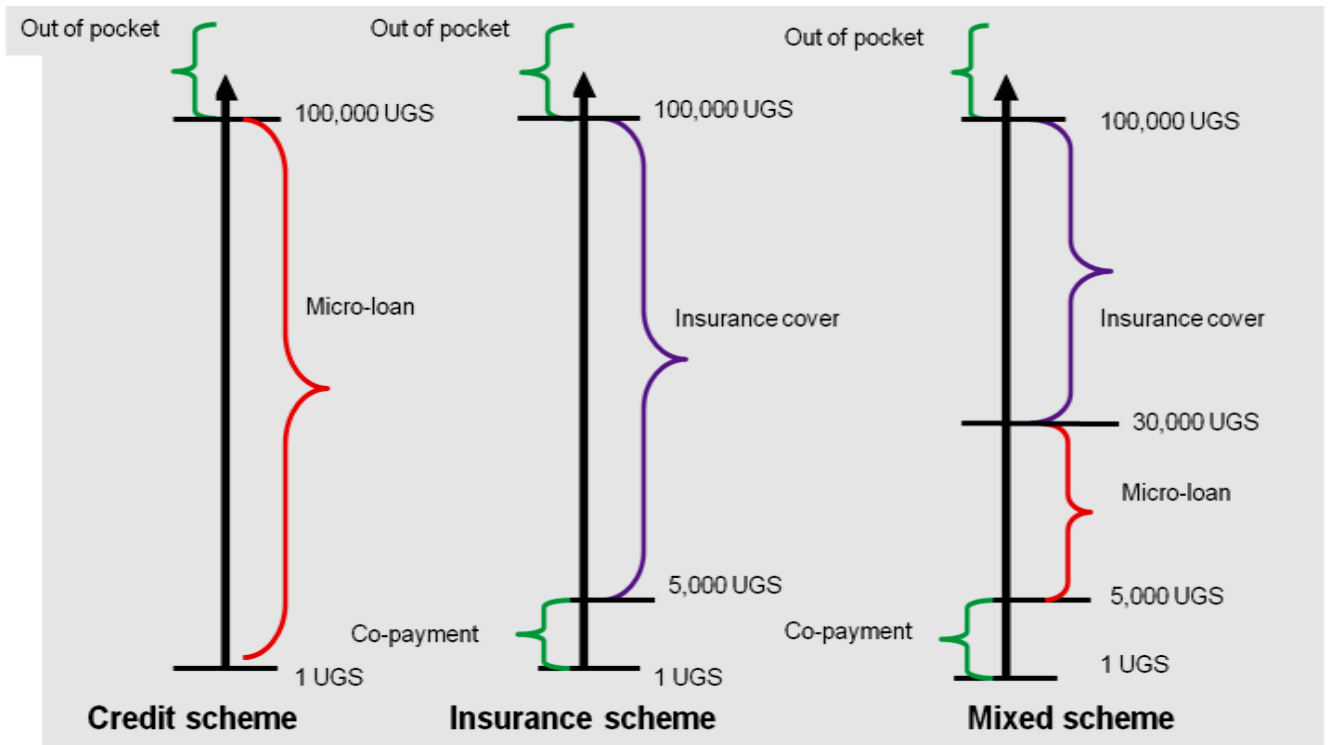 Out of pocket
100,000 UGS
Micro-loan
1 UGS
Credit scheme
Out of pocket
100,000 UGS
Insurance cover
5,000 UGS
Co-payment
1 UGS
Insurance scheme
Out of pocket
100,000 UGS
Insurance cover
30,000 UGS
Micro-loan
5,000 UGS
Co-payment
1 UGS
Mixed scheme